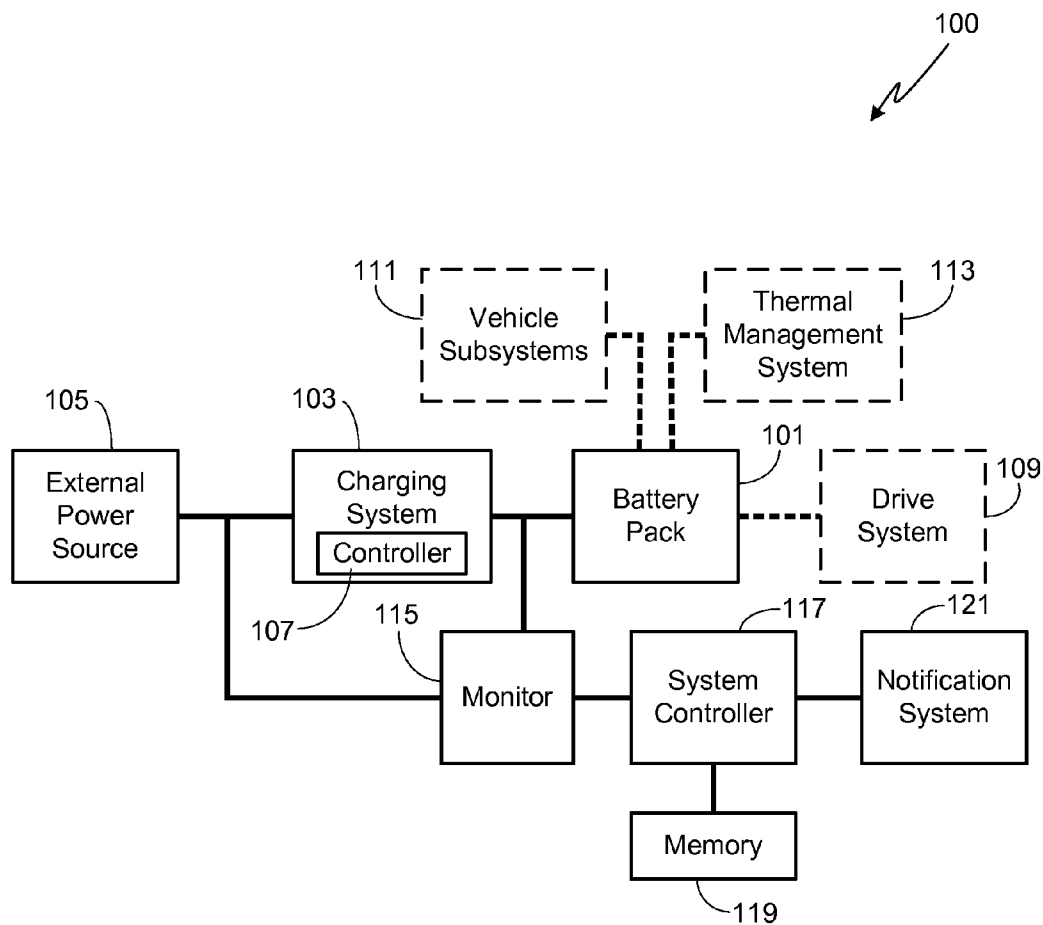 100
111
Vehicle
Subsystems
Thermal
Management
System
113
105
External
Power
Source
103
Charging
System
Controller
107
101
Battery
Pack
Drive
System
109
115
Monitor
117
System
Controller
121
Notification
System
Memory
119